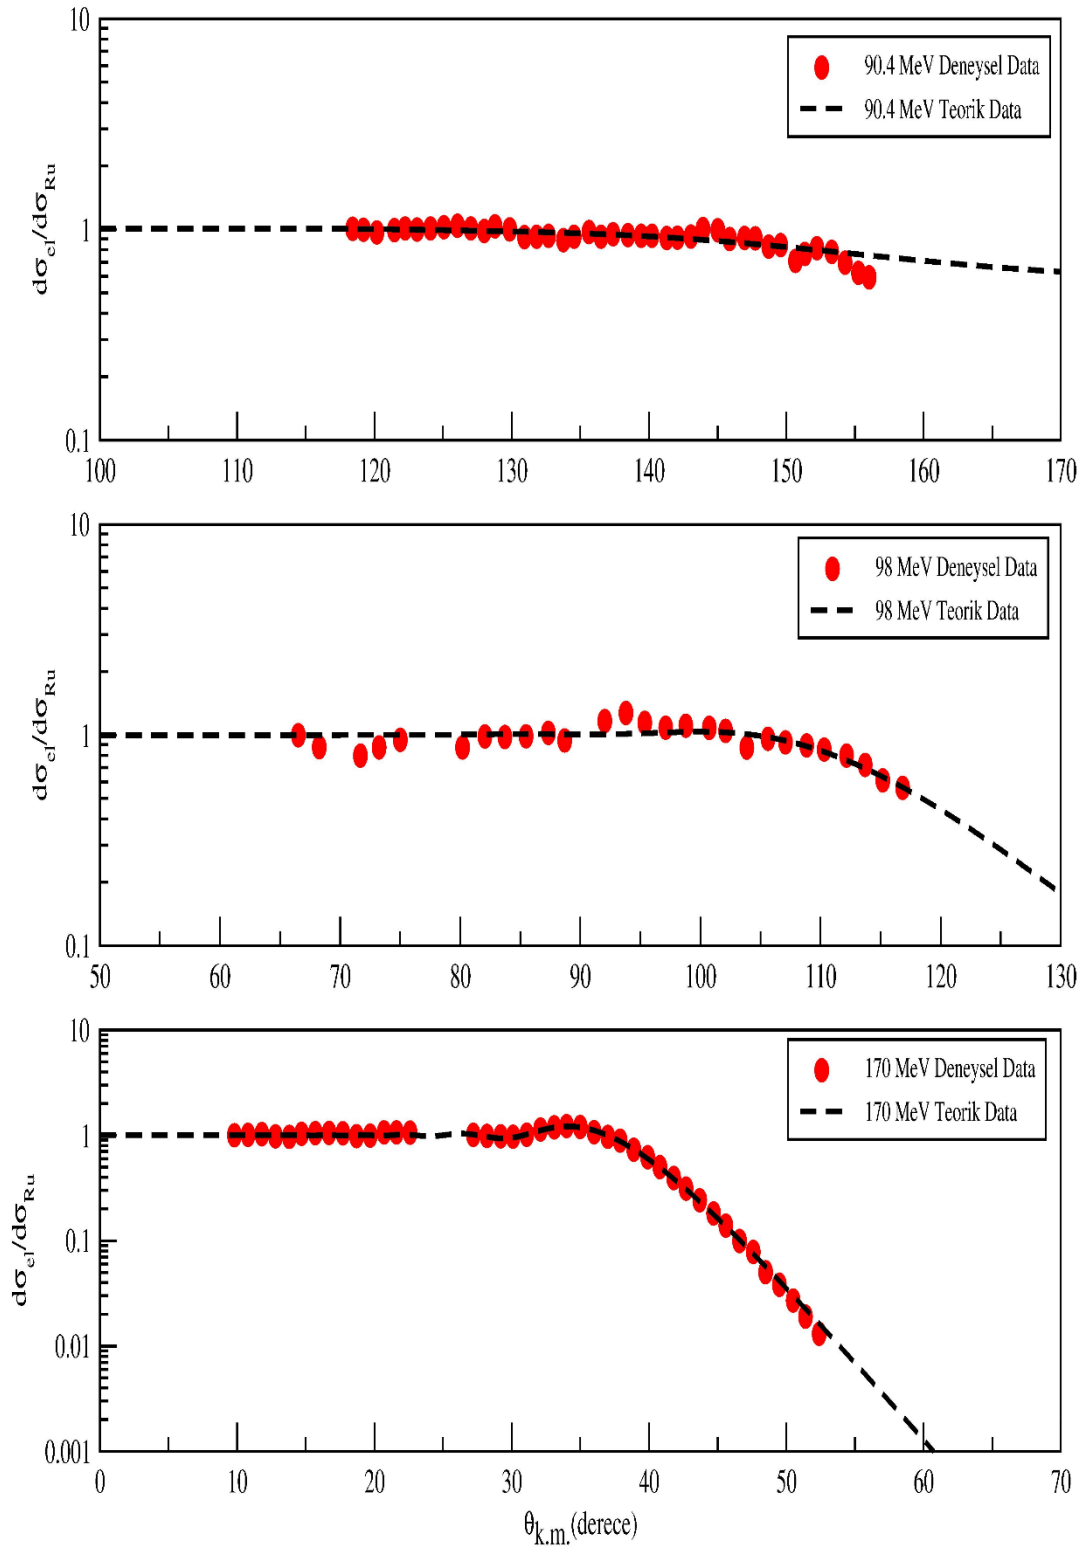 10
90.4 MeV Deneysel Data
90.4 MeV Teorik Data
dσel/dσRu
1
0.1
100 110 120 130 140 150 160 170
10
98 MeV Deneysel Data
98 MeV Teorik Data
dσel/dσRu
1
0.1
50 60 70 80 90 100 110 120 130
10
170 MeV Deneysel Data
170 MeV Teorik Data
1
dσel/dσRu
0.1
0.01
0.001
0 10 20 30 40 50 60 70
θk.m.(derece)